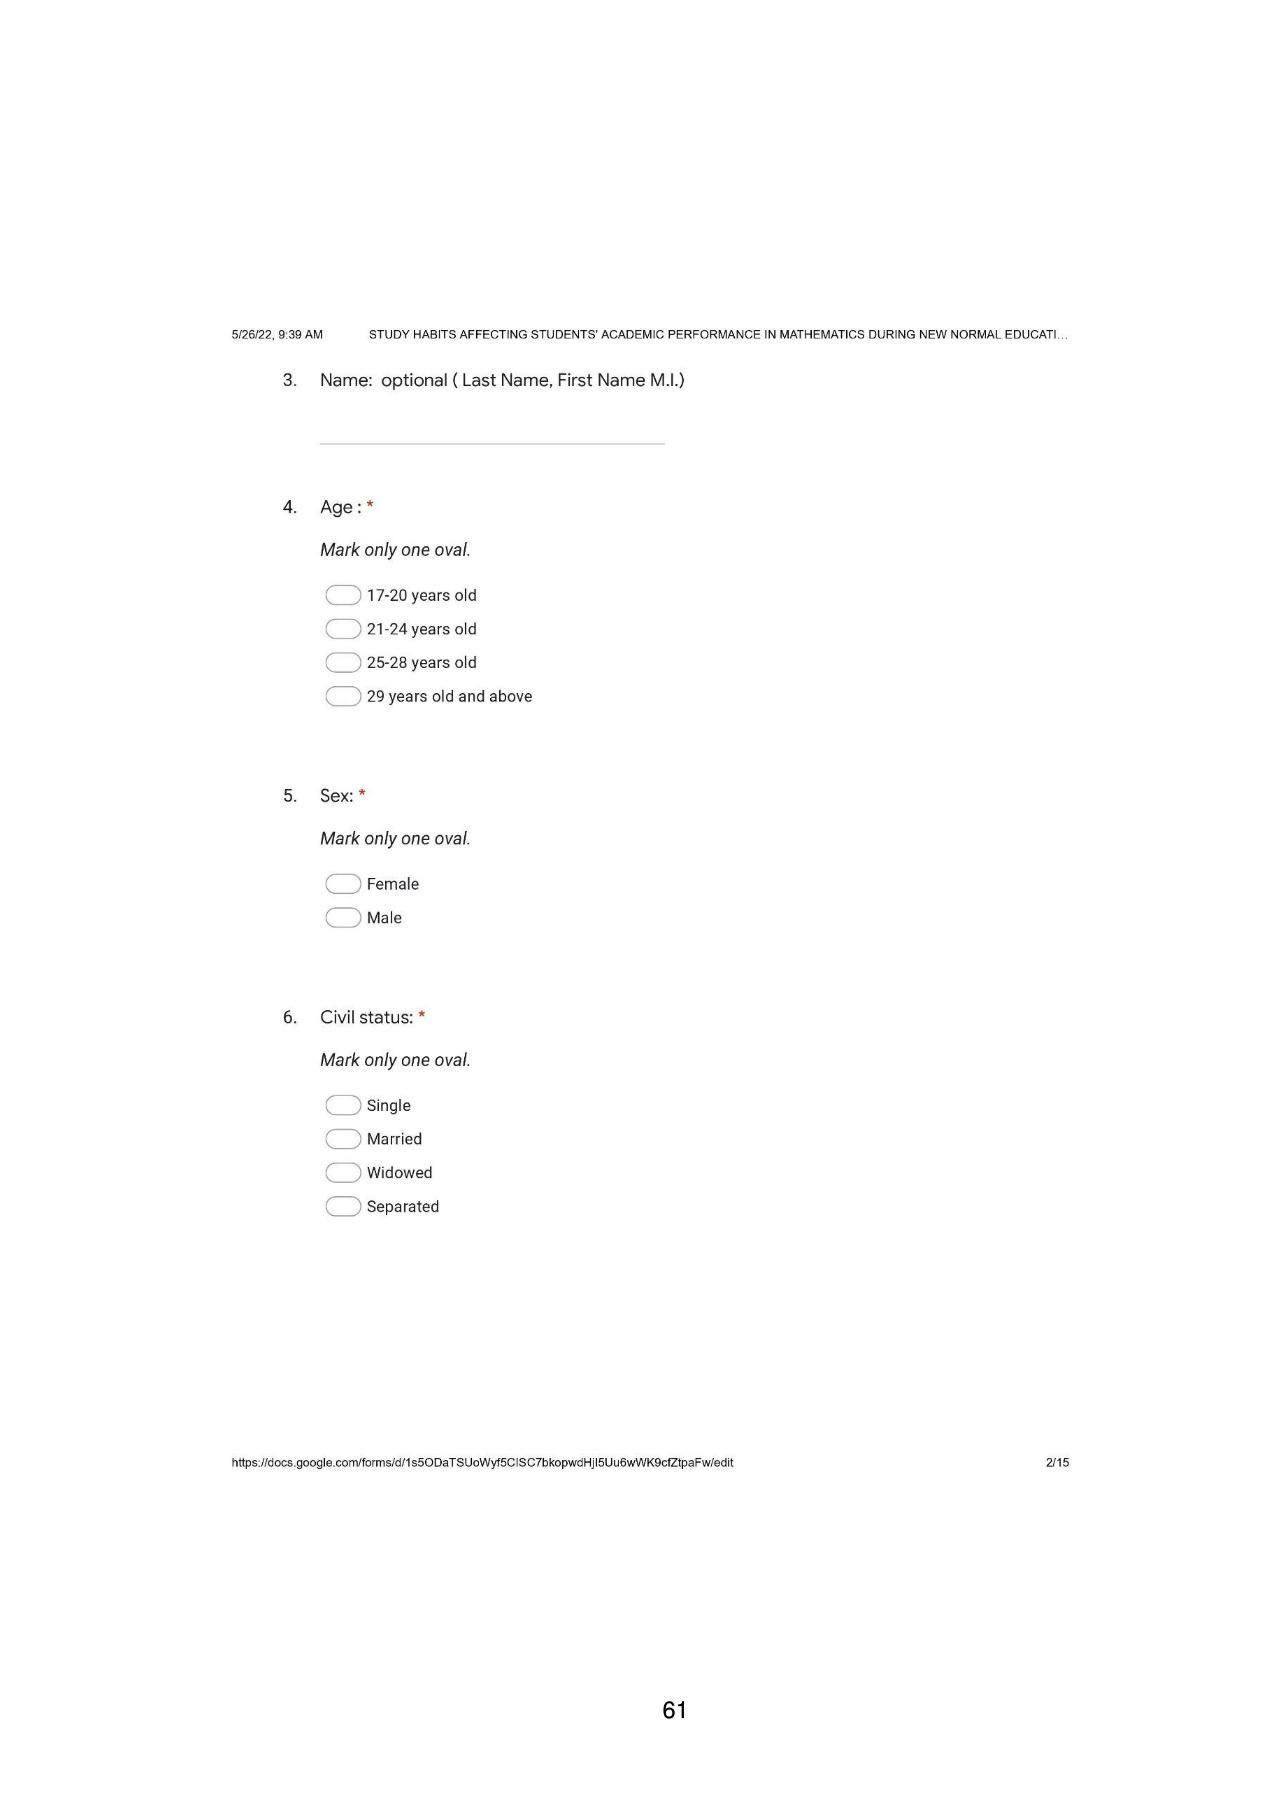 5/26/22, 9:39 AM STUDY HABITS AFFECTING STUDENTS' ACADEMIC PERFORMANCE IN MATHEMATICS DURING NEW NORMAL EDUCATI...
3. Name: optional ( Last Name, First Name M.I.)
4. Age : *
Mark only one oval.
17-20 years old
21-24 years old
25-28 years old
29 years old and above
5. Sex: *
Mark only one oval.
Female
Male
6. Civil status: *
Mark only one oval.
Single
Married
Widowed
Separated
https://docs.google.com/forms/d/1s5ODaTSUoWyf5ClSC7bkopwdHjl5Uu6wWK9cfZtpaFw/edit 2/15
61